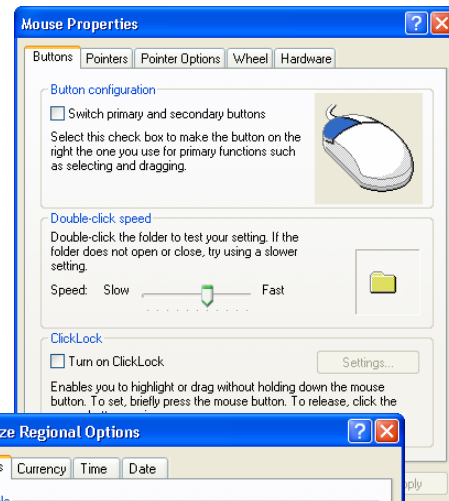 Mouse Properties
Buttons Pointers Pointer Options Wheel Hardware
Button configuration
Switch primary and secondary buttons
Select this check box to make the button on the
right the one you use for primary functions such
as selecting and dragging.
Double-click speed
Double-click the folder to test your setting. If the
folder does not open or close, try using a slower
setting.
Speed: Slow Fast
ClickLock
Turn on ClickLock Settings...
Enables you to highlight or drag without holding down the mouse
button. To set, briefly press the mouse button. To release, click the
ze Regional Options
s Currency Time Date
ply